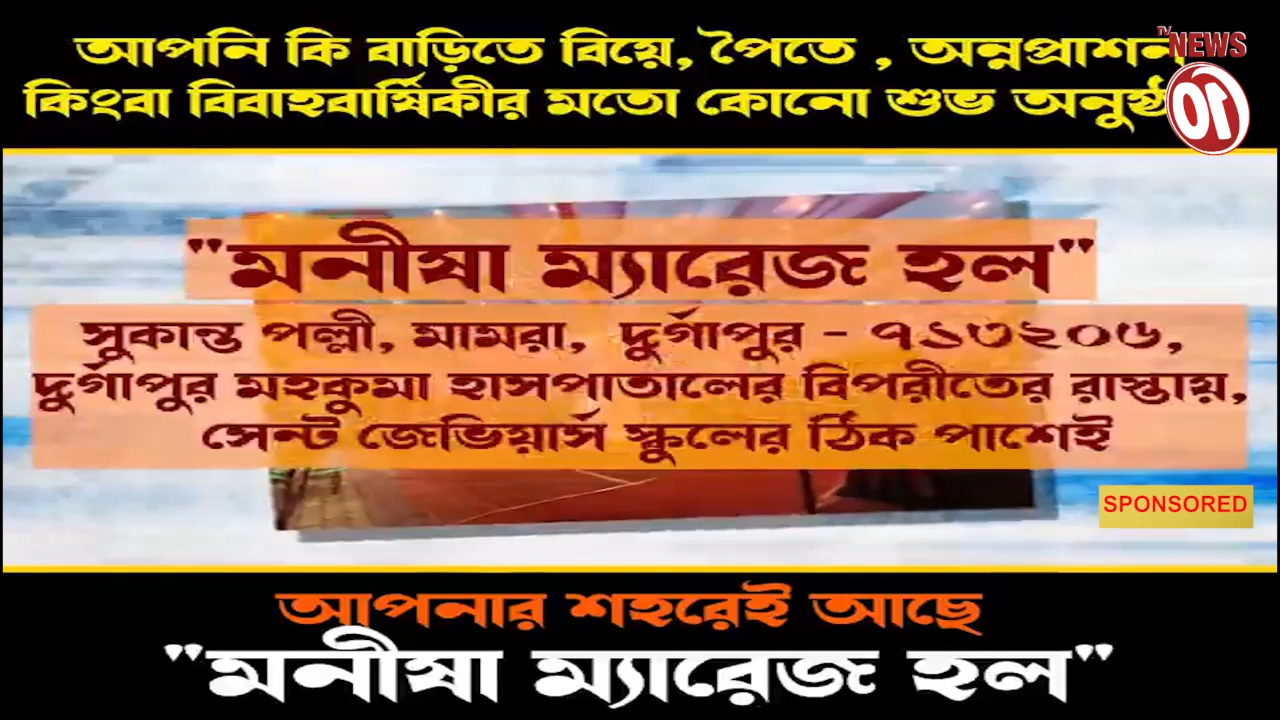 আপনি কি বাড়িতে বিয়ে, পৈতে , অন্নপ্রাশন
কিংবা বিবাহবার্ষিকীর মতো কোনো শুভ
TV NEWS
"মনীষা ম্যারেজ হল"
সুকান্ত পল্লী, মামরা, দুর্গাপুর - ৭১৩২০৬,
দুর্গাপুর মহকুমা হাসপাতালের বিপরীতের রাস্তায়,
সেন্ট জেভিয়ার্স স্কুলের ঠিক পাশেই
SPONSORED
আপনার শহরেই আছে
"মনীষা ম্যারেজ হল"